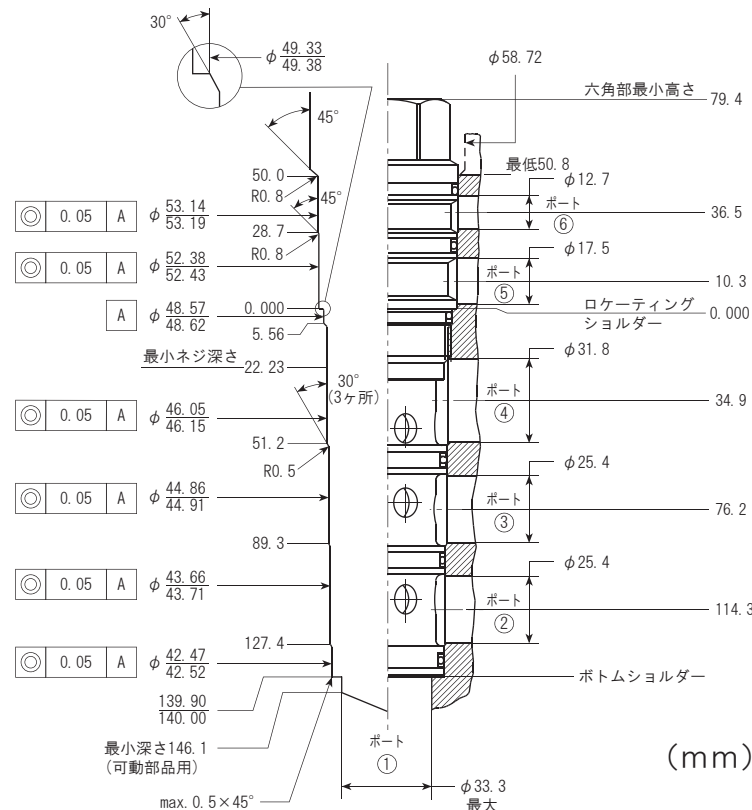 30°
φ 49.33
49.38
φ58.72
六角部最小高さ
79.4
45°
最低50.8
50.0
φ12.7
R0.8
45°
ポート
⑥
36.5
◎ 0.05 A φ 53.14
53.19
28.7
R0.8
φ17.5
◎ 0.05 A φ 52.38
52.43
ポート
⑤
10.3
A φ 48.57
48.62
0.000
ロケーティング
ショルダー
0.000
5.56
φ31.8
最小ネジ深さ
22.23
30°
(3ヶ所)
ポート
④
34.9
◎ 0.05 A φ 46.05
46.15
51.2
R0.5
φ25.4
◎ 0.05 A φ 44.86
44.91
ポート
③
76.2
89.3
φ25.4
◎ 0.05 A φ 43.66
43.71
ポート
②
114.3
127.4
◎ 0.05 A φ 42.47
42.52
ボトムショルダー
139.90
140.00
最小深さ146.1
(可動部品用)
ポート
①
(mm)
max. 0.5×45°
φ33.3
最大